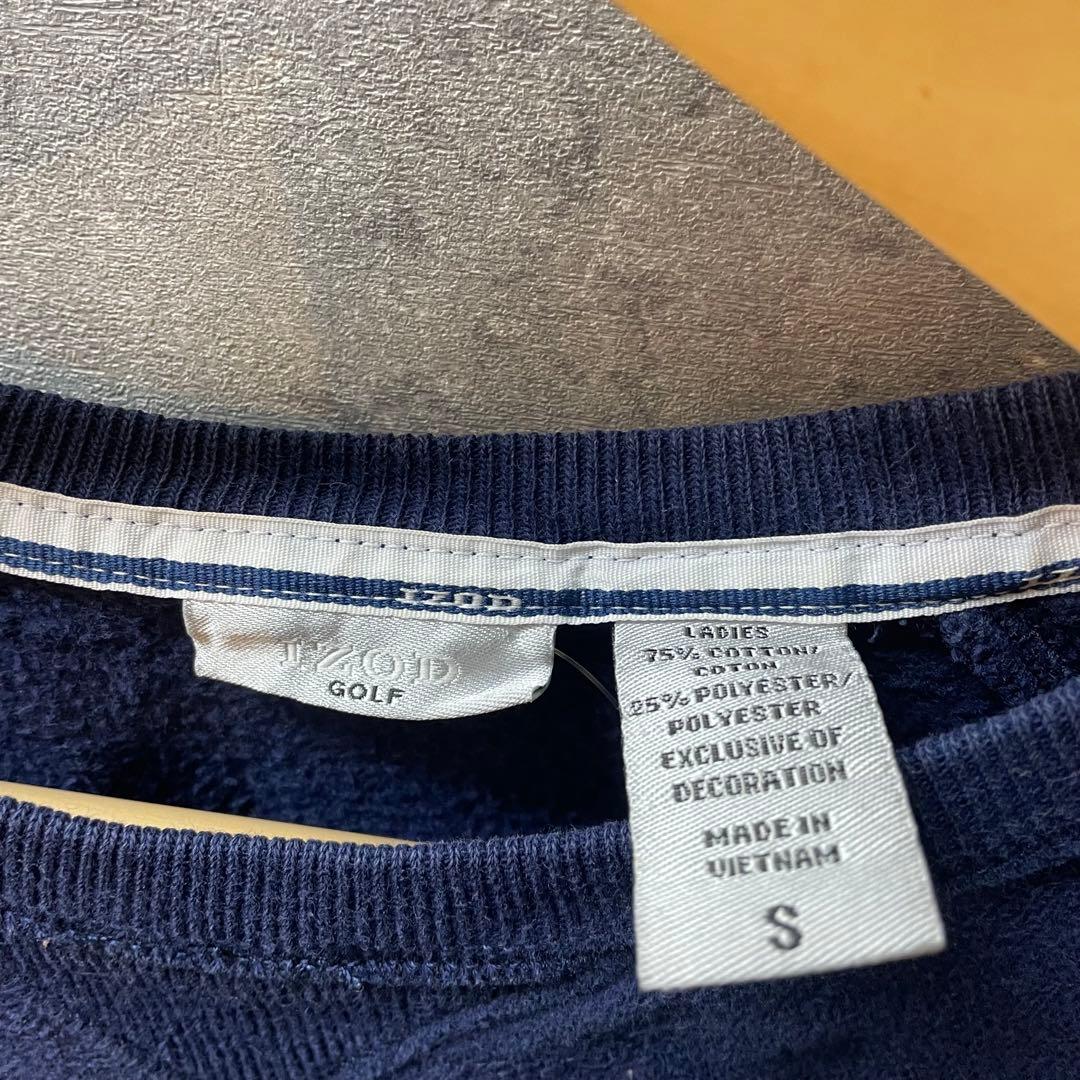 IZOD
IZOD
GOLF
LADIES
75% COTTON/
COTON
25% POLYESTER/
POLYESTER
EXCLUSIVE OF
DECORATION
MADE IN
VIETNAM
S